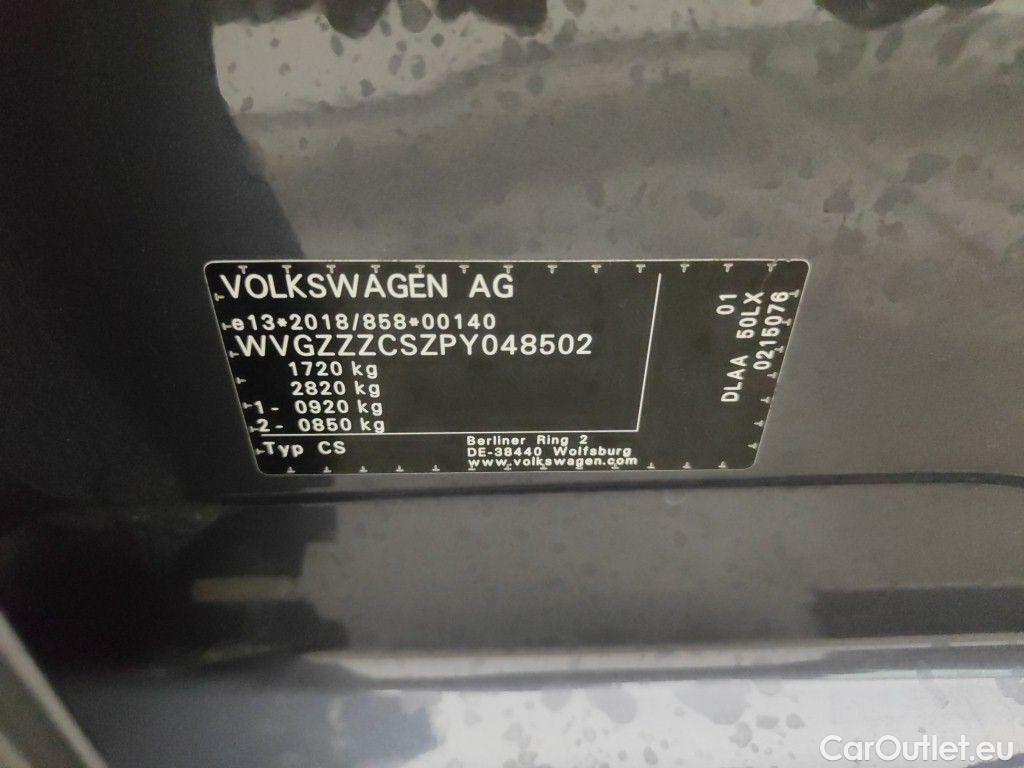 VOLKSWAGEN AG
e13*2018/858*00140
WVGZZZCSZPY048502
1720 kg
2820 kg
1- 0920 kg
2- 0850 kg
Typ CS
Berliner Ring 2
DE-38440 Wolfsburg
www.volkswagen.com
01
DLAA 50LX
0215076
CarOutlet.eu